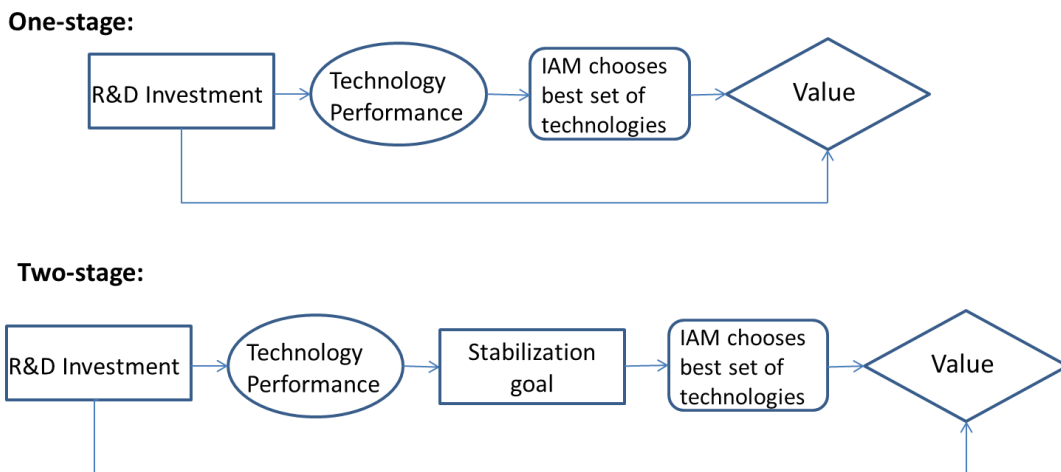 One-stage:
R&D Investment
Technology
Performance
IAM chooses
best set of
technologies
Value
Two-stage:
R&D Investment
Technology
Performance
Stabilization
goal
IAM chooses
best set of
technologies
Value